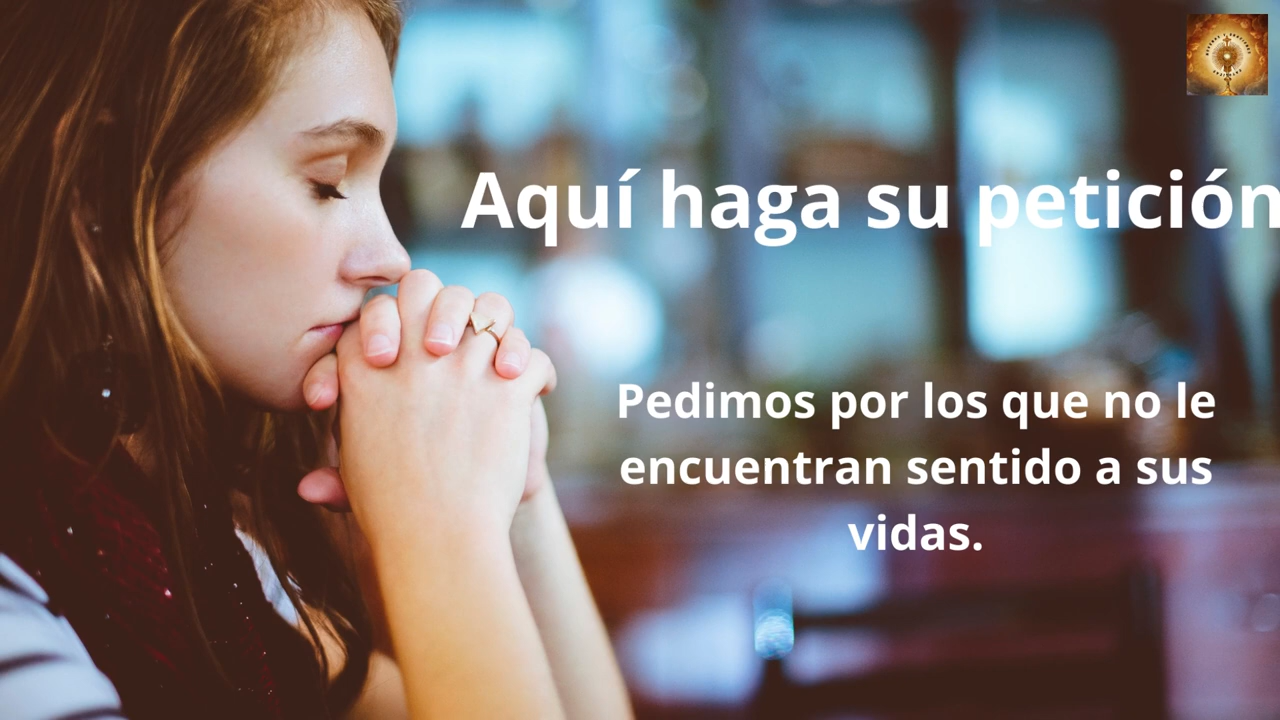 Aquí haga su petición
Pedimos por los que no le
encuentran sentido a sus
vidas.